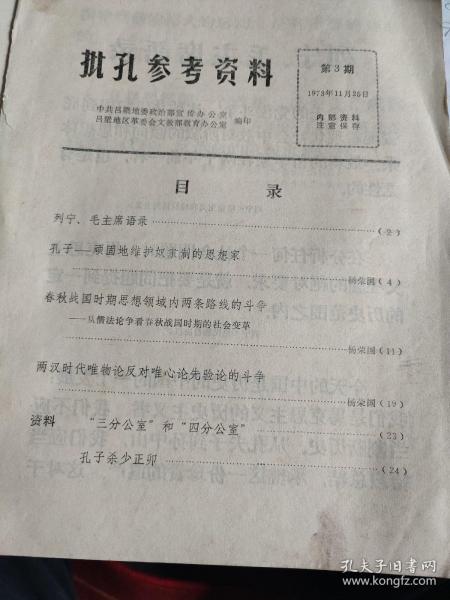 批孔参考资料
第3期
1973年11月25日
内部资料
注意保存
中共吕梁地委政治部宣传办公室
吕梁地区革委会文教部教育办公室 编印
目 录
列宁、毛主席语录 (2)
孔子——顽固地维护奴隶制的思想家
杨荣国(4)
春秋战国时期思想领域内两条路线的斗争
——从儒法论争看春秋战国时期的社会变革
杨荣国(11)
两汉时代唯物论反对唯心论先验论的斗争
杨荣国(19)
资料 “三分公室”和“四分公室” (23)
孔子杀少正卯 (24)
孔夫子旧书网
kongfz.com